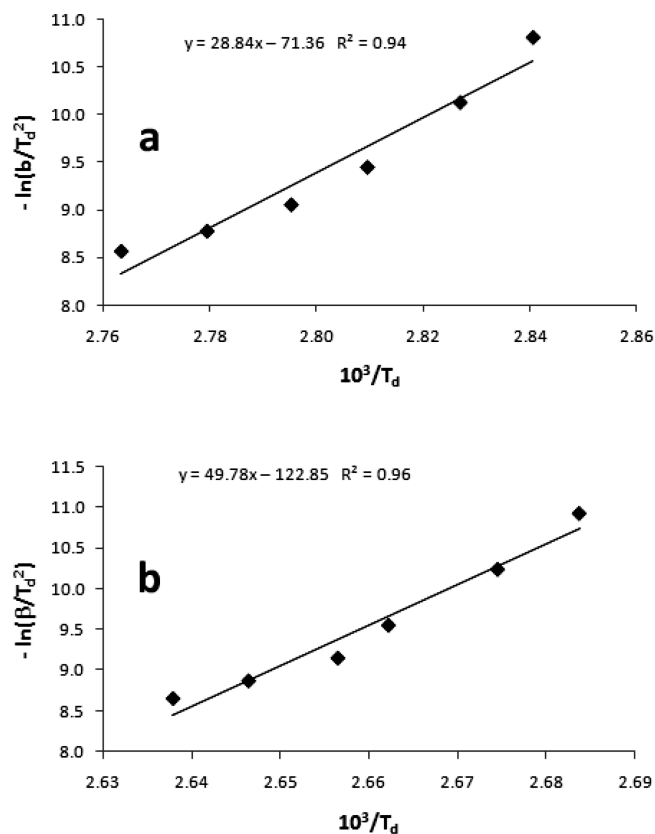 y = 28.84x – 71.36 R² = 0.94
a
- ln(b/T_d²)
11.0
10.5
10.0
9.5
9.0
8.5
8.0
2.76 2.78 2.80 2.82 2.84 2.86
10³/T_d
y = 49.78x – 122.85 R² = 0.96
b
- ln(β/T_d²)
11.5
11.0
10.5
10.0
9.5
9.0
8.5
8.0
2.63 2.64 2.65 2.66 2.67 2.68 2.69
10³/T_d